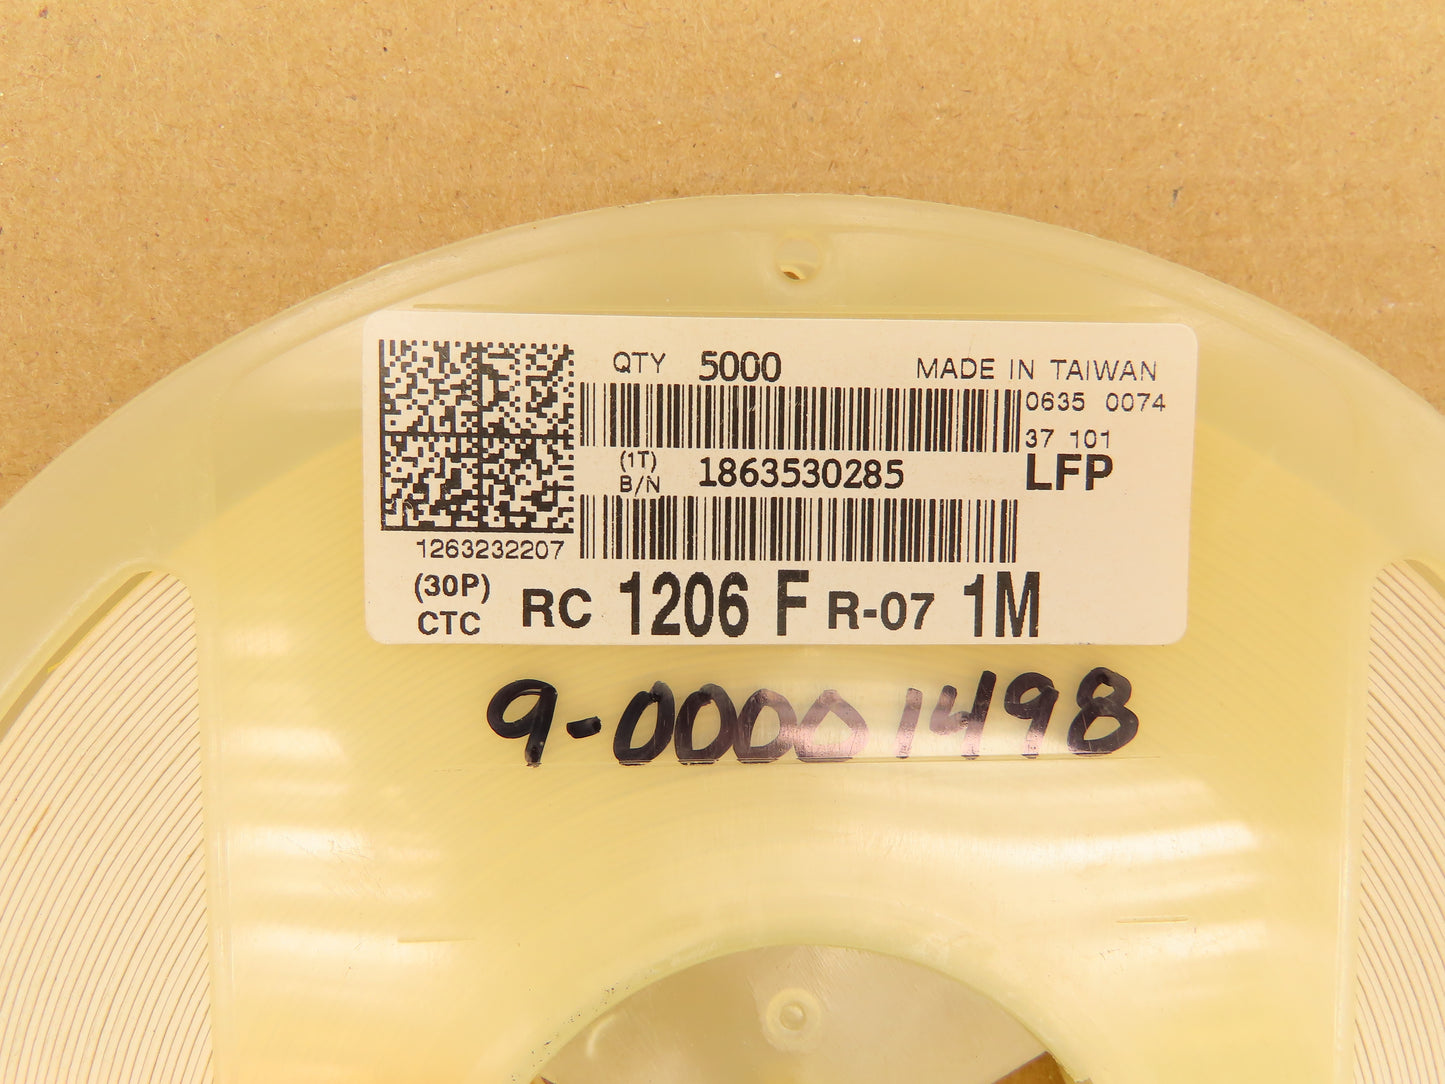 QTY 5000 MADE IN TAIWAN
0635 0074
37 101
(1T)
B/N 1863530285 LFP
1263232207
(30P)
CTC RC 1206 F R-07 1M
9-00001498